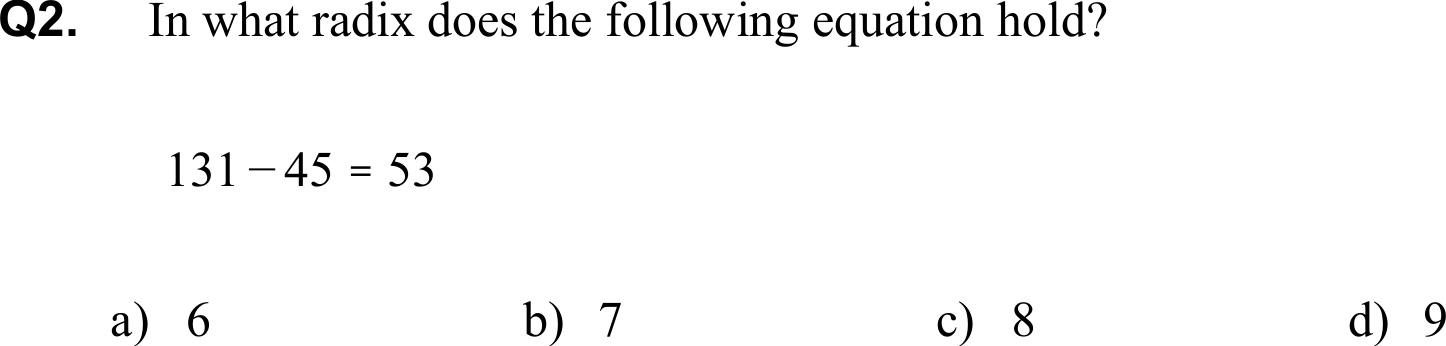 Q2. In what radix does the following equation hold?
131 − 45 = 53
a) 6 b) 7 c) 8 d) 9